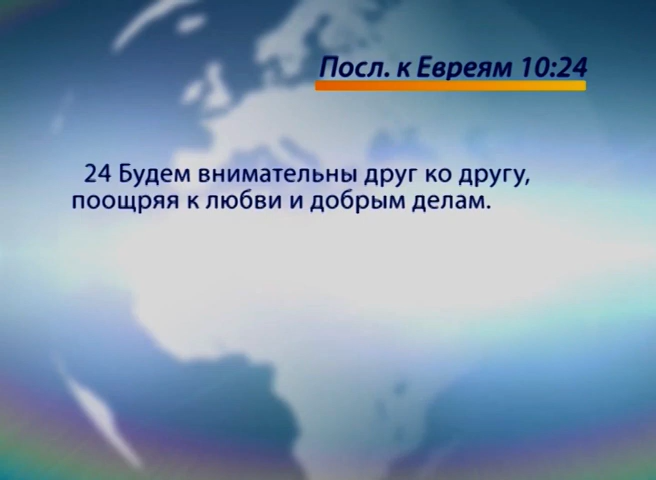 Посл. к Евреям 10:24
24 Будем внимательны друг ко другу,
поощряя к любви и добрым делам.